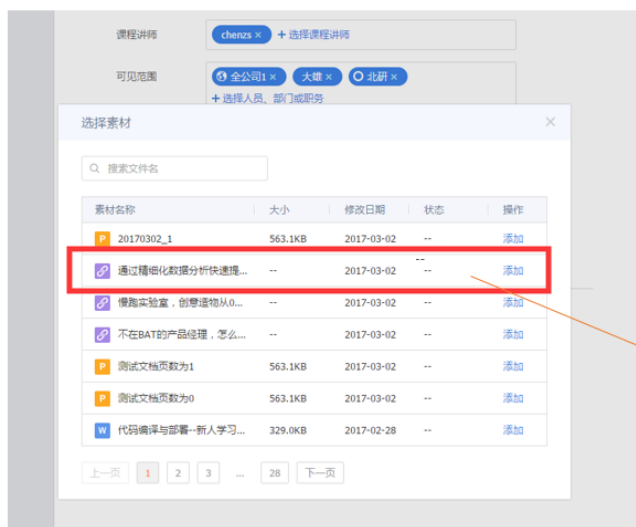 课程讲师 chenzs × + 选择课程讲师
可见范围 全公司1 × 大雄 × 北研 ×
+ 选择人员、部门或职务
选择素材 ×
搜索文件名
素材名称 大小 修改日期 状态 操作
P 20170302_1 563.1KB 2017-03-02 -- 添加
通过精细化数据分析快速提... -- 2017-03-02 -- -- 添加
慢跑实验室，创意造物从0... -- 2017-03-02 -- 添加
不在BAT的产品经理，怎么... -- 2017-03-02 -- 添加
P 测试文档页数为1 563.1KB 2017-03-02 -- 添加
P 测试文档页数为0 563.1KB 2017-03-02 -- 添加
W 代码编译与部署--新人学习... 329.0KB 2017-02-28 -- 添加
上一页 1 2 3 ... 28 下一页